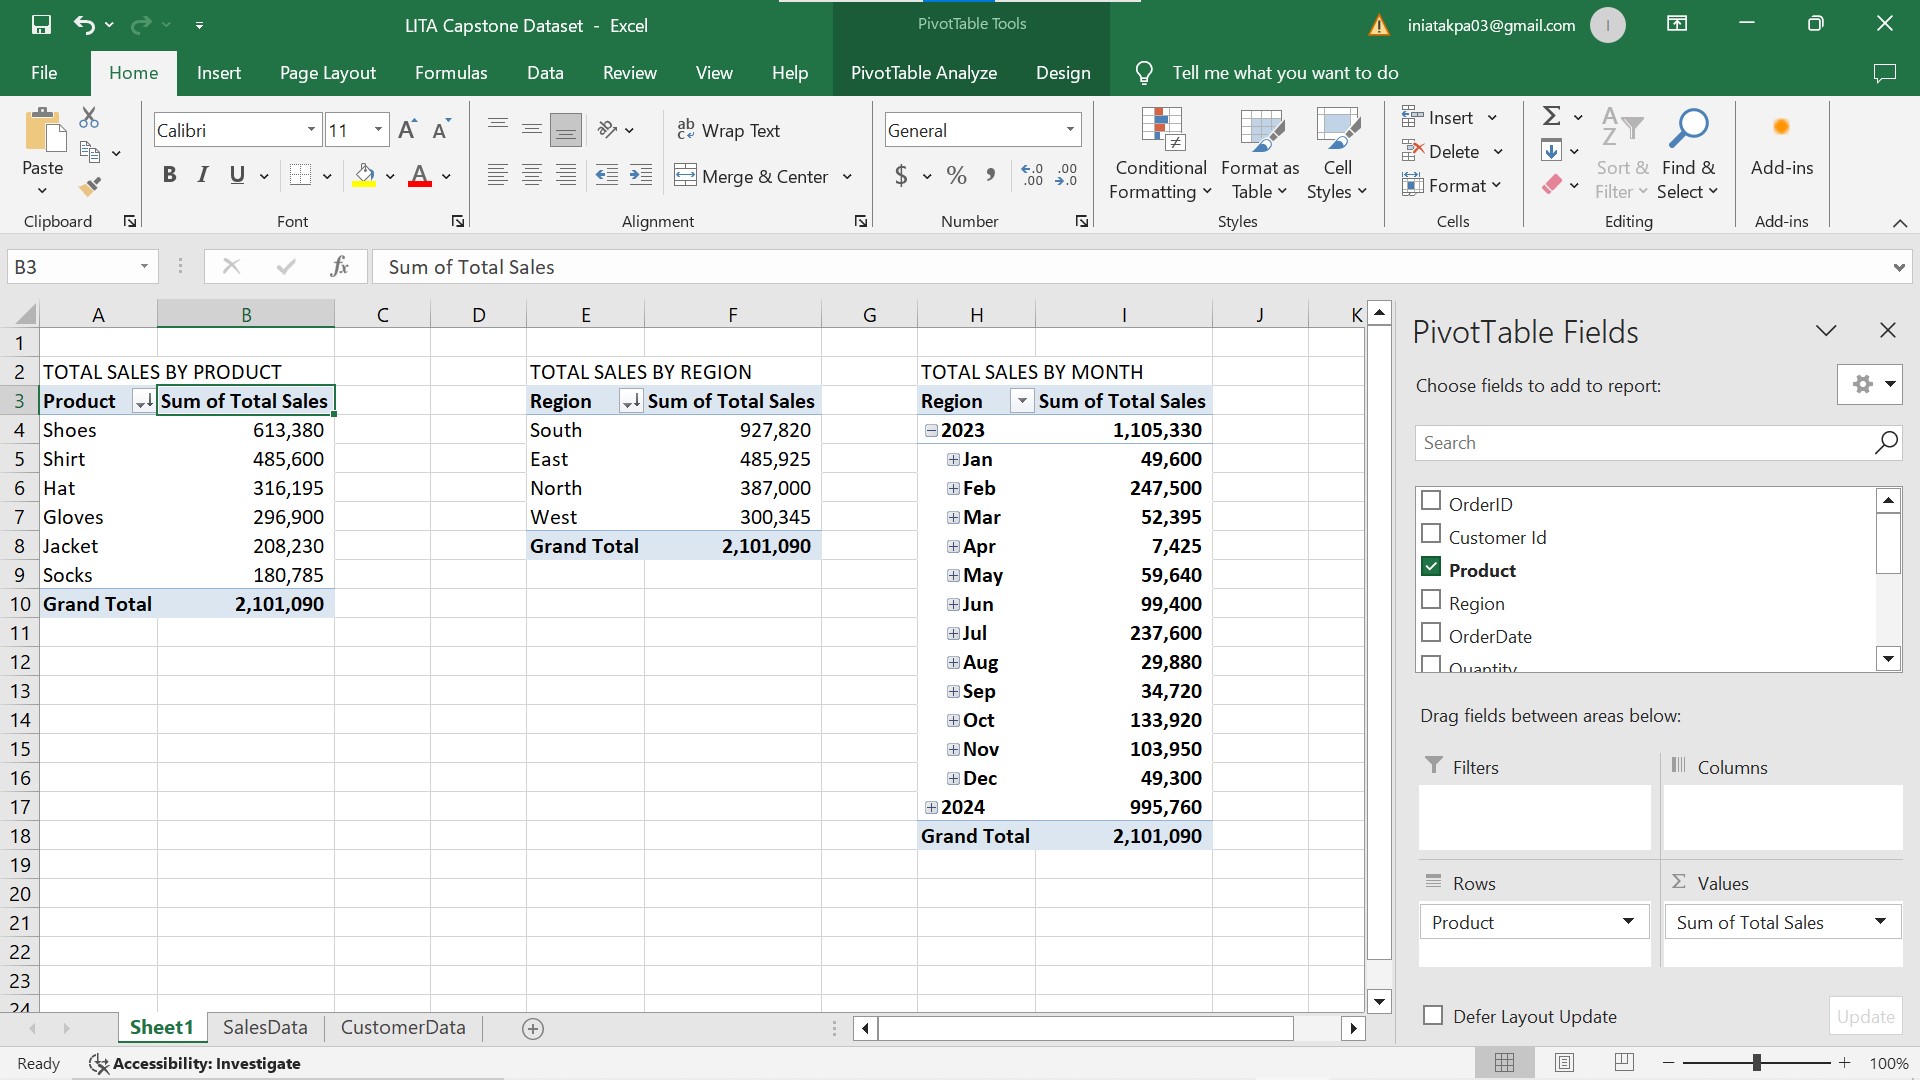 LITA Capstone Dataset - Excel
PivotTable Tools
iniatakpa03@gmail.com
I
File
Home
Insert
Page Layout
Formulas
Data
Review
View
Help
PivotTable Analyze
Design
Tell me what you want to do
Paste
Clipboard
Calibri
11
B I U
Font
Wrap Text
Merge & Center
Alignment
General
Number
Conditional Formatting
Format as Table
Cell Styles
Styles
Insert
Delete
Format
Cells
Sort & Filter
Find & Select
Editing
Add-ins
Add-ins
B3
fx
Sum of Total Sales
A B C D E F G H I J K
1
2 TOTAL SALES BY PRODUCT TOTAL SALES BY REGION TOTAL SALES BY MONTH
3 Product Sum of Total Sales Region Sum of Total Sales Region Sum of Total Sales
4 Shoes 613,380 South 927,820 2023 1,105,330
5 Shirt 485,600 East 485,925 Jan 49,600
6 Hat 316,195 North 387,000 Feb 247,500
7 Gloves 296,900 West 300,345 Mar 52,395
8 Jacket 208,230 Grand Total 2,101,090 Apr 7,425
9 Socks 180,785 May 59,640
10 Grand Total 2,101,090 Jun 99,400
11 Jul 237,600
12 Aug 29,880
13 Sep 34,720
14 Oct 133,920
15 Nov 103,950
16 Dec 49,300
17 2024 995,760
18 Grand Total 2,101,090
19
20
21
22
23
24
PivotTable Fields
Choose fields to add to report:
Search
OrderID
Customer Id
Product
Region
OrderDate
Quantity
Drag fields between areas below:
Filters
Columns
Rows
Values
Product
Sum of Total Sales
Defer Layout Update
Update
Sheet1
SalesData
CustomerData
Ready
Accessibility: Investigate
100%